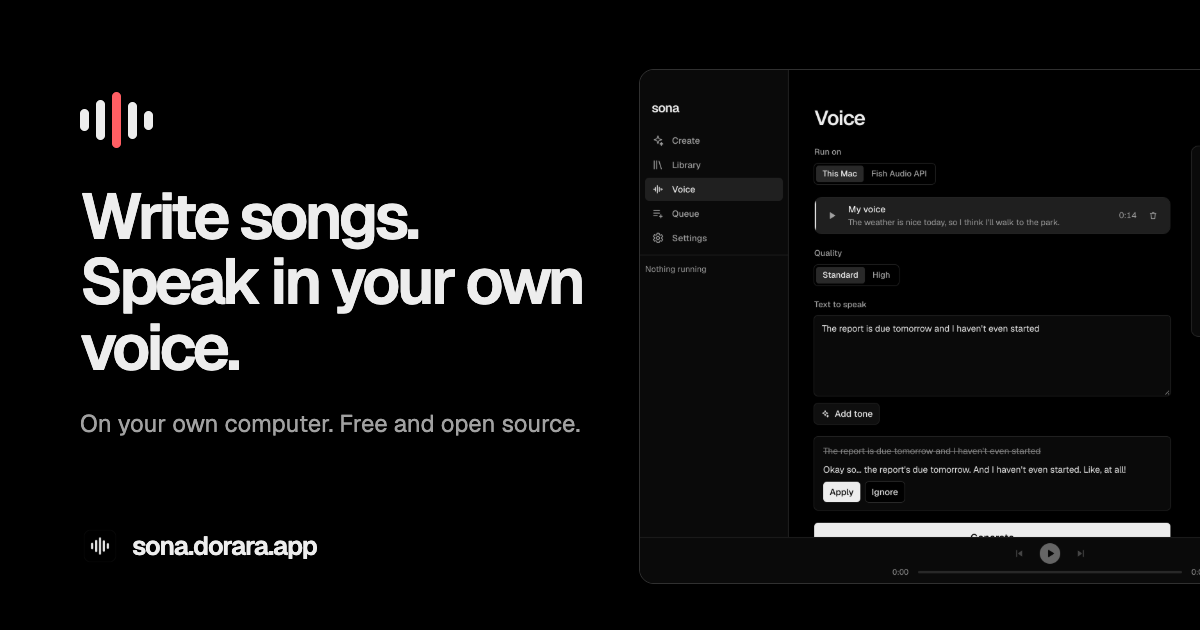 Write songs.
Speak in your own
voice.
On your own computer. Free and open source.
sona.dorara.app
sona
Create
Library
Voice
Queue
Settings
Nothing running
Voice
Run on
This Mac
Fish Audio API
My voice
The weather is nice today, so I think I'll walk to the park.
0:14
Quality
Standard
High
Text to speak
The report is due tomorrow and I haven't even started
Add tone
The report is due tomorrow and I haven't even started
Okay so... the report's due tomorrow. And I haven't even started. Like, at all!
Apply
Ignore
Generate
0:00